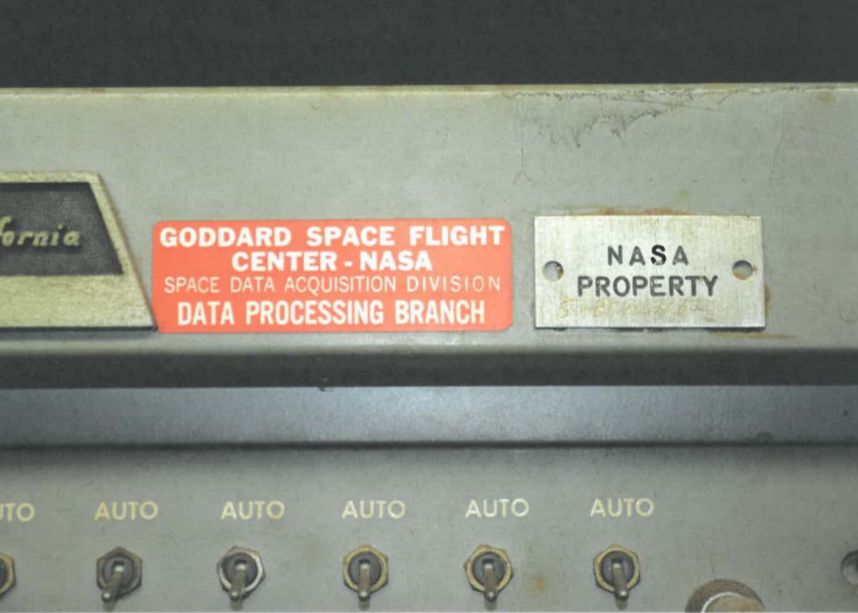 fornia
GODDARD SPACE FLIGHT
CENTER - NASA
SPACE DATA ACQUISITION DIVISION
DATA PROCESSING BRANCH
NASA
PROPERTY
UTO AUTO AUTO AUTO AUTO AUTO